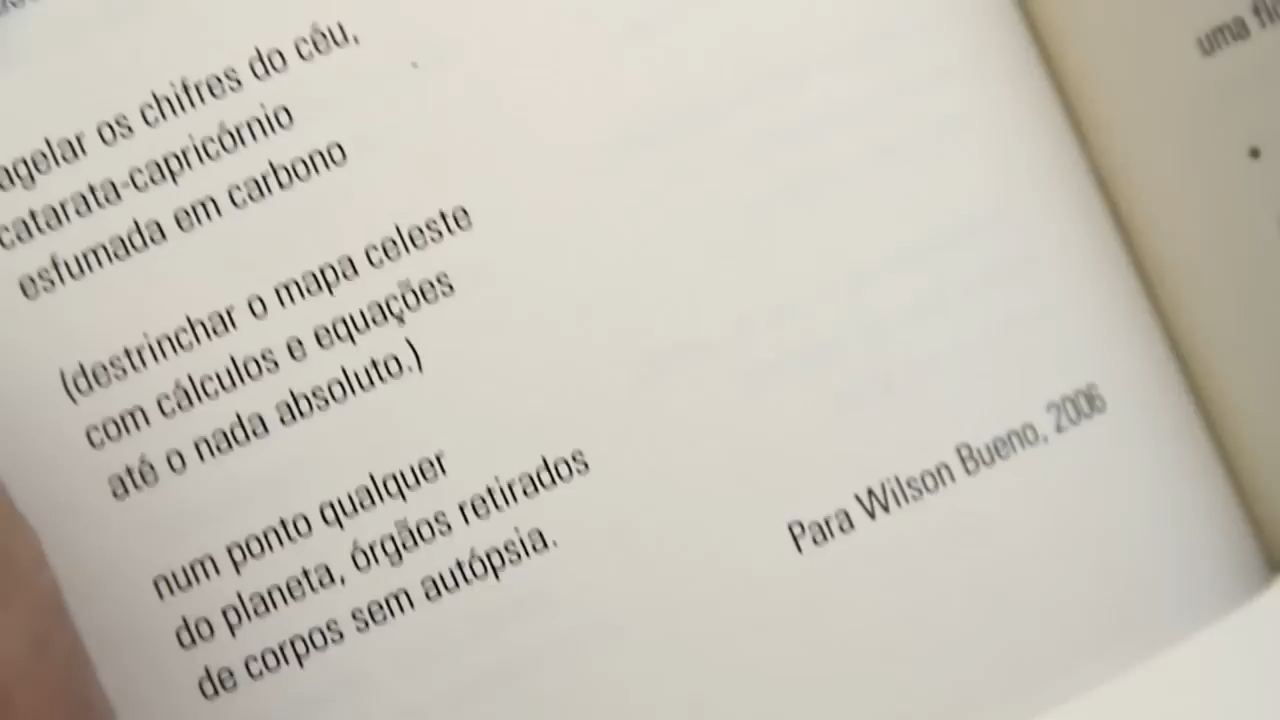 agelar os chifres do céu,
catarata-capricórnio
esfumada em carbono
(destrinchar o mapa celeste
com cálculos e equações
até o nada absoluto.)
num ponto qualquer
do planeta, órgãos retirados
de corpos sem autópsia.
Para Wilson Bueno, 2006
uma
•